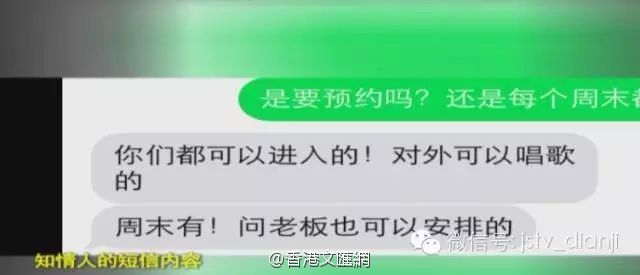 是要预约吗?还是每个周末都
你们都可以进入的!对外可以唱歌
的
周末有!问老板也可以安排的
知情人的短信内容
@香港文匯網
微信号:jstv_dianji